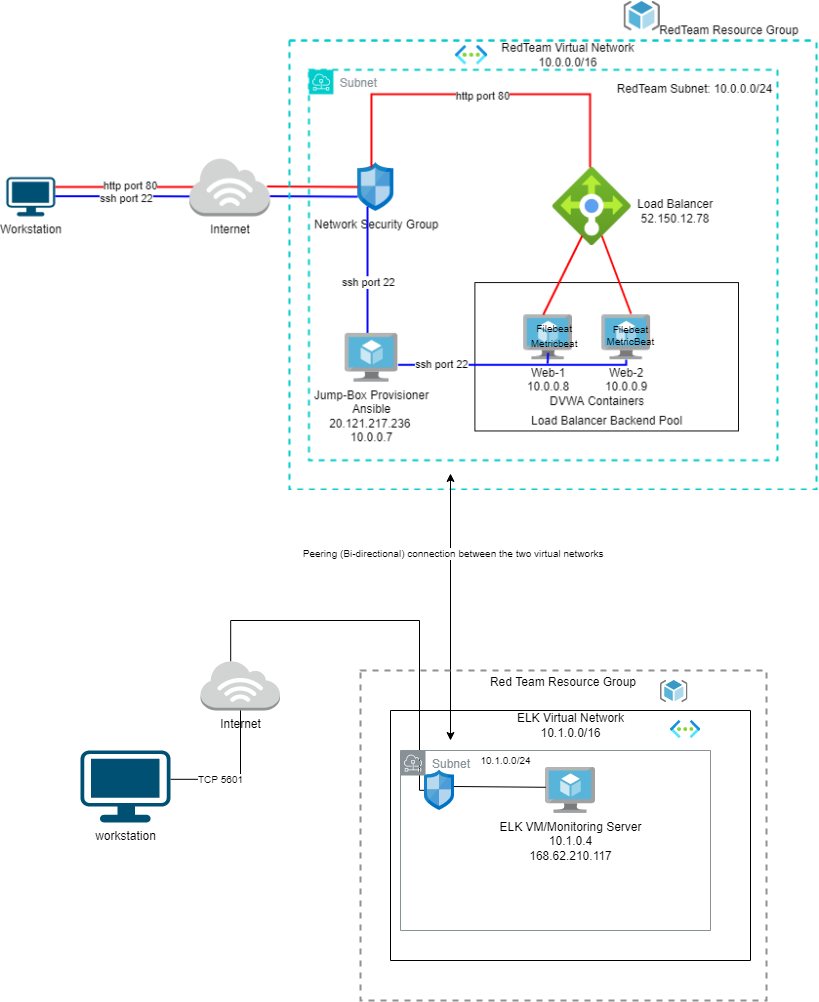 RedTeam Resource Group
RedTeam Virtual Network
10.0.0.0/16
Subnet
RedTeam Subnet: 10.0.0.0/24
http port 80
http port 80
ssh port 22
Workstation
Internet
Network Security Group
Load Balancer
52.150.12.78
ssh port 22
Filebeat
Metricbeat
Filebeat
MetricBeat
ssh port 22
Web-1
10.0.0.8
Web-2
10.0.0.9
DVWA Containers
Load Balancer Backend Pool
Jump-Box Provisioner
Ansible
20.121.217.236
10.0.0.7
Peering (Bi-directional) connection between the two virtual networks
Red Team Resource Group
ELK Virtual Network
10.1.0.0/16
Internet
Subnet
10.1.0.0/24
TCP 5601
workstation
ELK VM/Monitoring Server
10.1.0.4
168.62.210.117